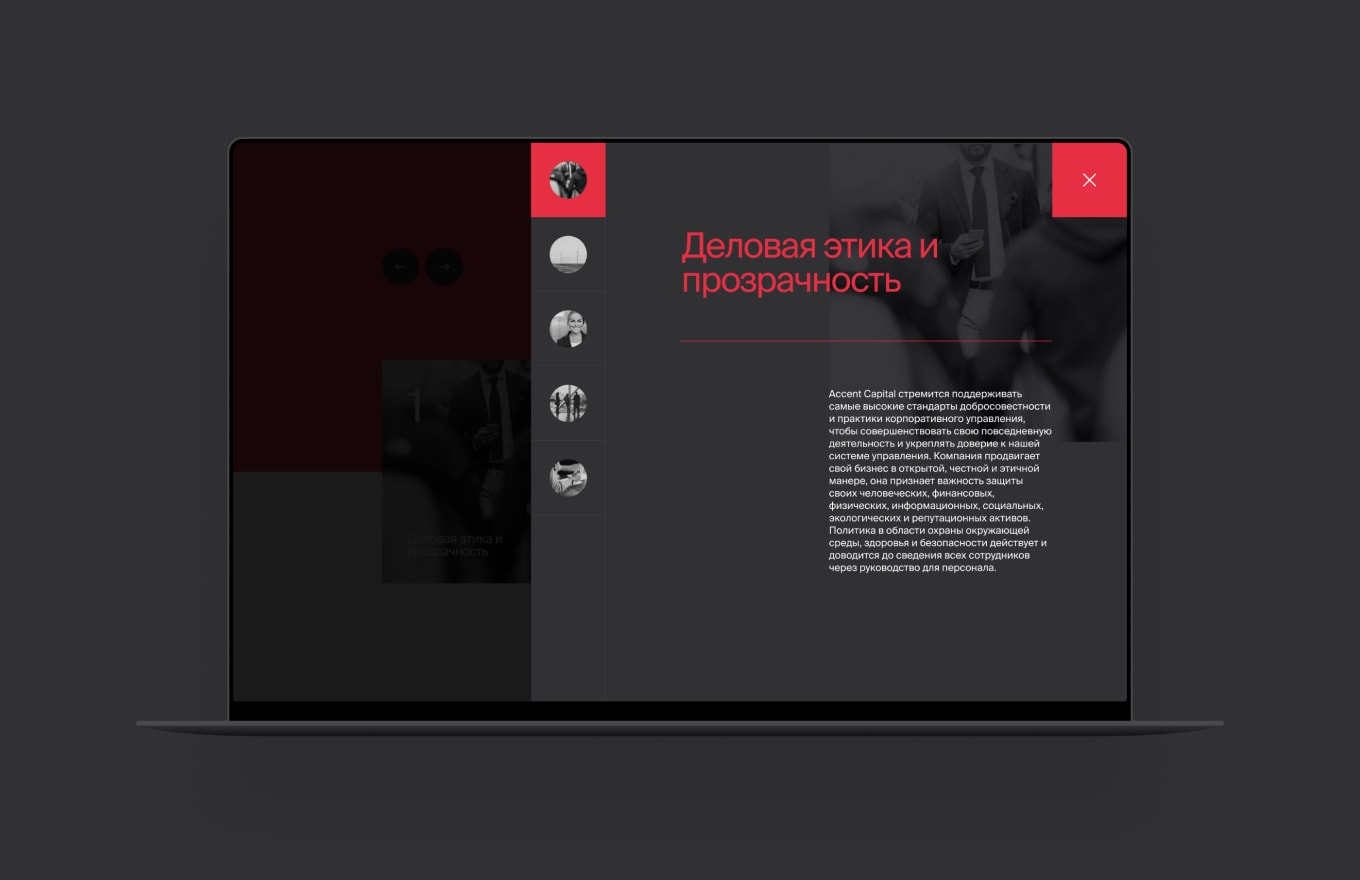 1
Деловая этика и
прозрачность
Деловая этика и
прозрачность
Accent Capital стремится поддерживать
самые высокие стандарты добросовестности
и практики корпоративного управления,
чтобы совершенствовать свою повседневную
деятельность и укреплять доверие к нашей
системе управления. Компания продвигает
свой бизнес в открытой, честной и этичной
манере, она признает важность защиты
своих человеческих, финансовых,
физических, информационных, социальных,
экологических и репутационных активов.
Политика в области охраны окружающей
среды, здоровья и безопасности действует и
доводится до сведения всех сотрудников
через руководство для персонала.